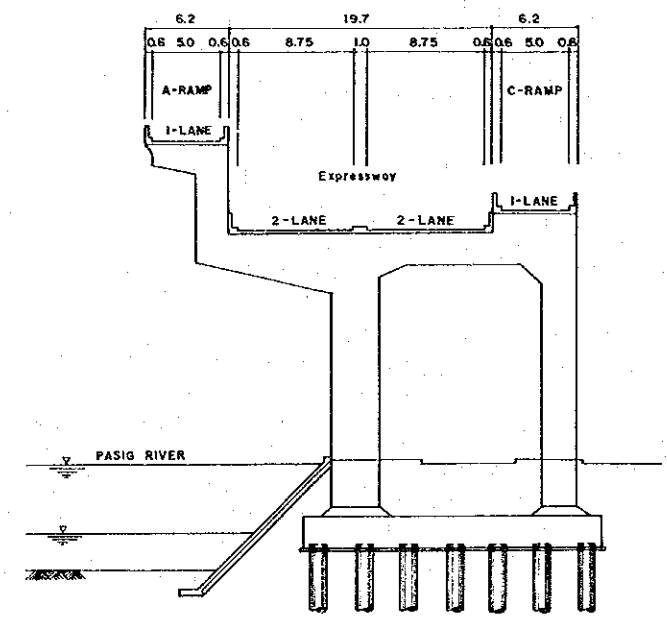 6.2 19.7 6.2
0.6 5.0 0.6 0.6 8.75 1.0 8.75 0.6 0.6 5.0 0.6
A-RAMP C-RAMP
1-LANE
Expressway
1-LANE
2-LANE 2-LANE
PASIG RIVER